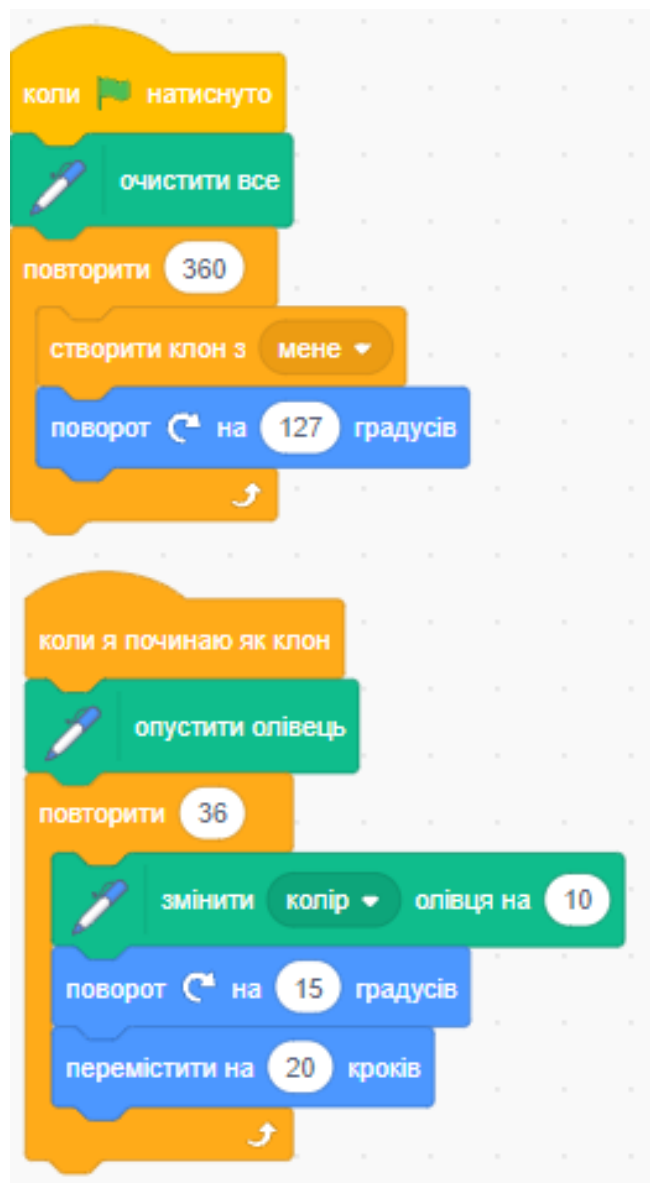 коли натиснуто
очистити все
повторити 360
створити клон з мене
поворот на 127 градусів
коли я починаю як клон
опустити олівець
повторити 36
змінити колір олівця на 10
поворот на 15 градусів
перемістити на 20 кроків